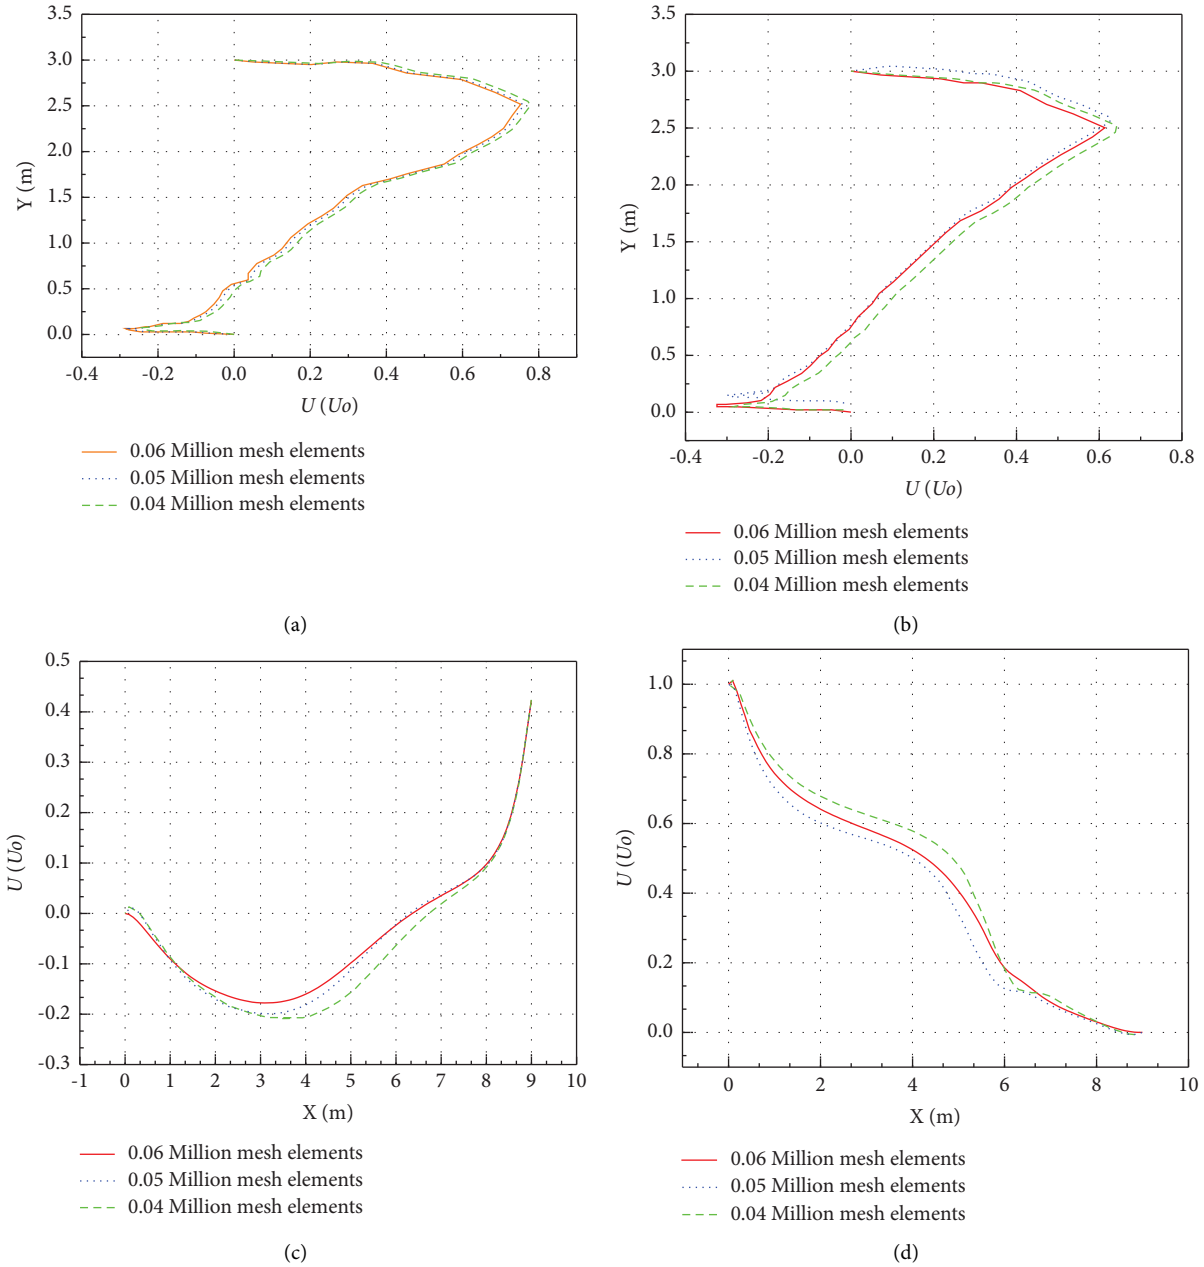 3.5
3.0
2.5
2.0
1.5
1.0
0.5
0.0
Y (m)
-0.4 -0.2 0.0 0.2 0.4 0.6 0.8
U (Uo)
0.06 Million mesh elements
0.05 Million mesh elements
0.04 Million mesh elements
(a)
3.5
3.0
2.5
2.0
1.5
1.0
0.5
0.0
Y (m)
-0.4 -0.2 0.0 0.2 0.4 0.6 0.8
U (Uo)
0.06 Million mesh elements
0.05 Million mesh elements
0.04 Million mesh elements
(b)
0.5
0.4
0.3
0.2
0.1
0.0
-0.1
-0.2
-0.3
U (Uo)
-1 0 1 2 3 4 5 6 7 8 9 10
X (m)
0.06 Million mesh elements
0.05 Million mesh elements
0.04 Million mesh elements
(c)
1.0
0.8
0.6
0.4
0.2
0.0
U (Uo)
0 2 4 6 8 10
X (m)
0.06 Million mesh elements
0.05 Million mesh elements
0.04 Million mesh elements
(d)